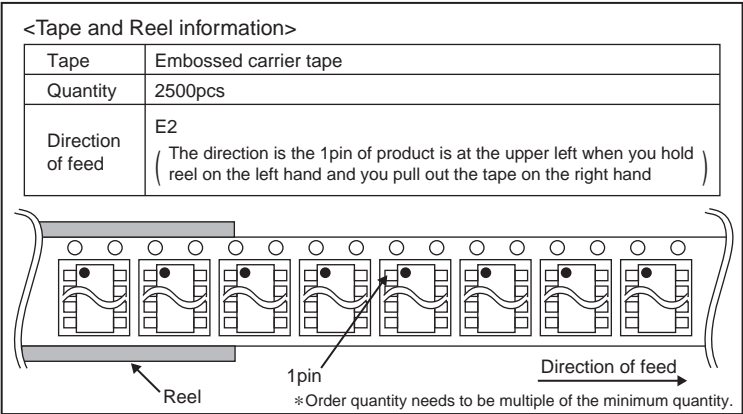 <Tape and Reel information>
Tape Embossed carrier tape
Quantity 2500pcs
Direction of feed E2
( The direction is the 1pin of product is at the upper left when you hold
reel on the left hand and you pull out the tape on the right hand )
1pin
Direction of feed
Reel
*Order quantity needs to be multiple of the minimum quantity.